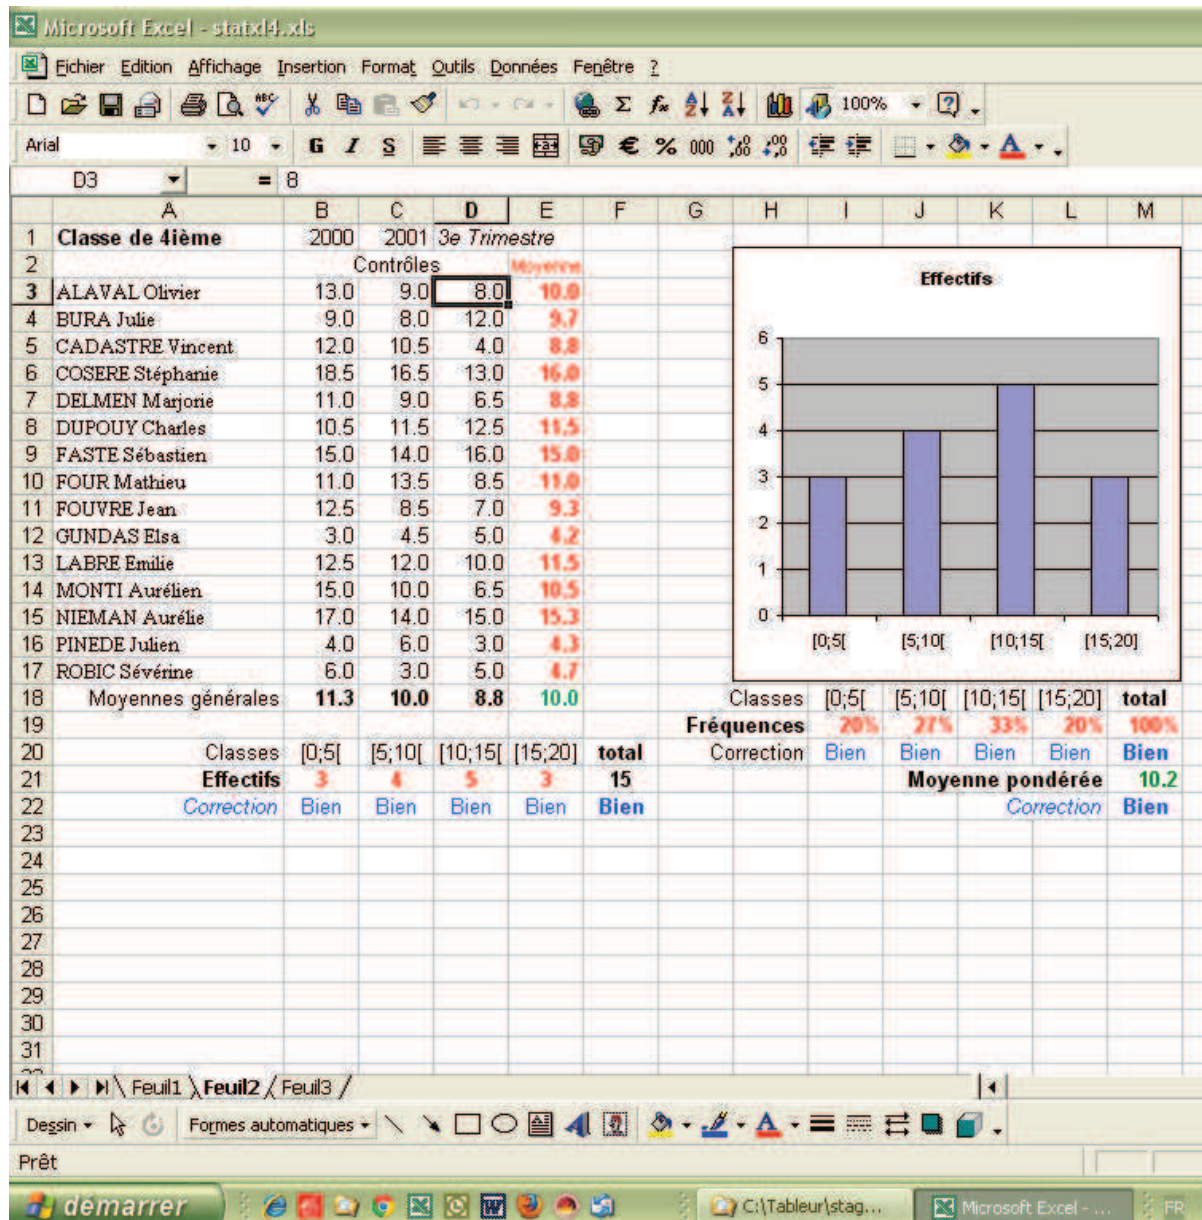 Microsoft Excel - statxl4.xls
Fichier Edition Affichage Insertion Format Outils Données Fenêtre ?
100%
Arial 10 G I S € % 000
D3 = 8
A B C D E F G H I J K L M
1 Classe de 4ième 2000 2001 3e Trimestre
2 Contrôles Moyenne
3 ALAVAL Olivier 13.0 9.0 8.0 10.0
4 BURA Julie 9.0 8.0 12.0 9.7
5 CADASTRE Vincent 12.0 10.5 4.0 8.8
6 COSERE Stéphanie 18.5 16.5 13.0 16.0
7 DELMEN Marjorie 11.0 9.0 6.5 8.8
8 DUPOUY Charles 10.5 11.5 12.5 11.5
9 FASTE Sébastien 15.0 14.0 16.0 15.0
10 FOUR Mathieu 11.0 13.5 8.5 11.0
11 FOUVRE Jean 12.5 8.5 7.0 9.3
12 GUNDAS Elsa 3.0 4.5 5.0 4.2
13 LABRE Emilie 12.5 12.0 10.0 11.5
14 MONTI Aurélien 15.0 10.0 6.5 10.5
15 NIEMAN Aurélie 17.0 14.0 15.0 15.3
16 PINEDE Julien 4.0 6.0 3.0 4.3
17 ROBIC Sévérine 6.0 3.0 5.0 4.7
Effectifs
6
5
4
3
2
1
0
[0;5[ [5;10[ [10;15[ [15;20]
18 Moyennes générales 11.3 10.0 8.8 10.0 Classes [0;5[ [5;10[ [10;15[ [15;20] total
19 Fréquences 20% 27% 33% 20% 100%
20 Classes [0;5[ [5;10[ [10;15[ [15;20] total Correction Bien Bien Bien Bien Bien
21 Effectifs 3 4 5 3 15 Moyenne pondérée 10.2
22 Correction Bien Bien Bien Bien Bien Correction Bien
23
24
25
26
27
28
29
30
31
Feuil1 Feuil2 Feuil3
Dessin Formes automatiques
Prêt
démarrer C:\Tableur\stag... Microsoft Excel - ... FR